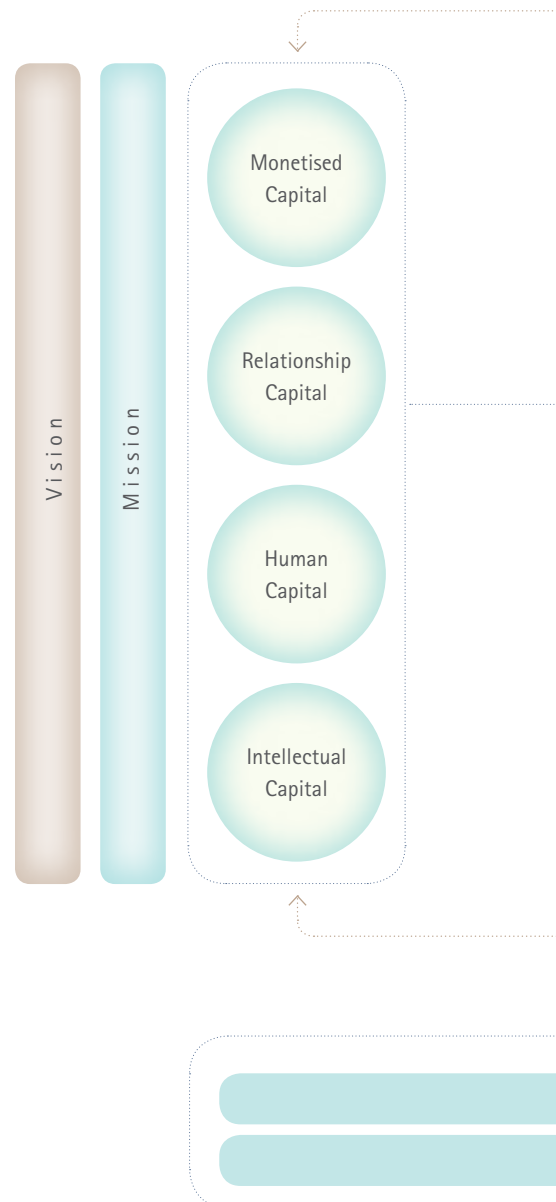 Vision
Mission
Monetised
Capital
Relationship
Capital
Human
Capital
Intellectual
Capital